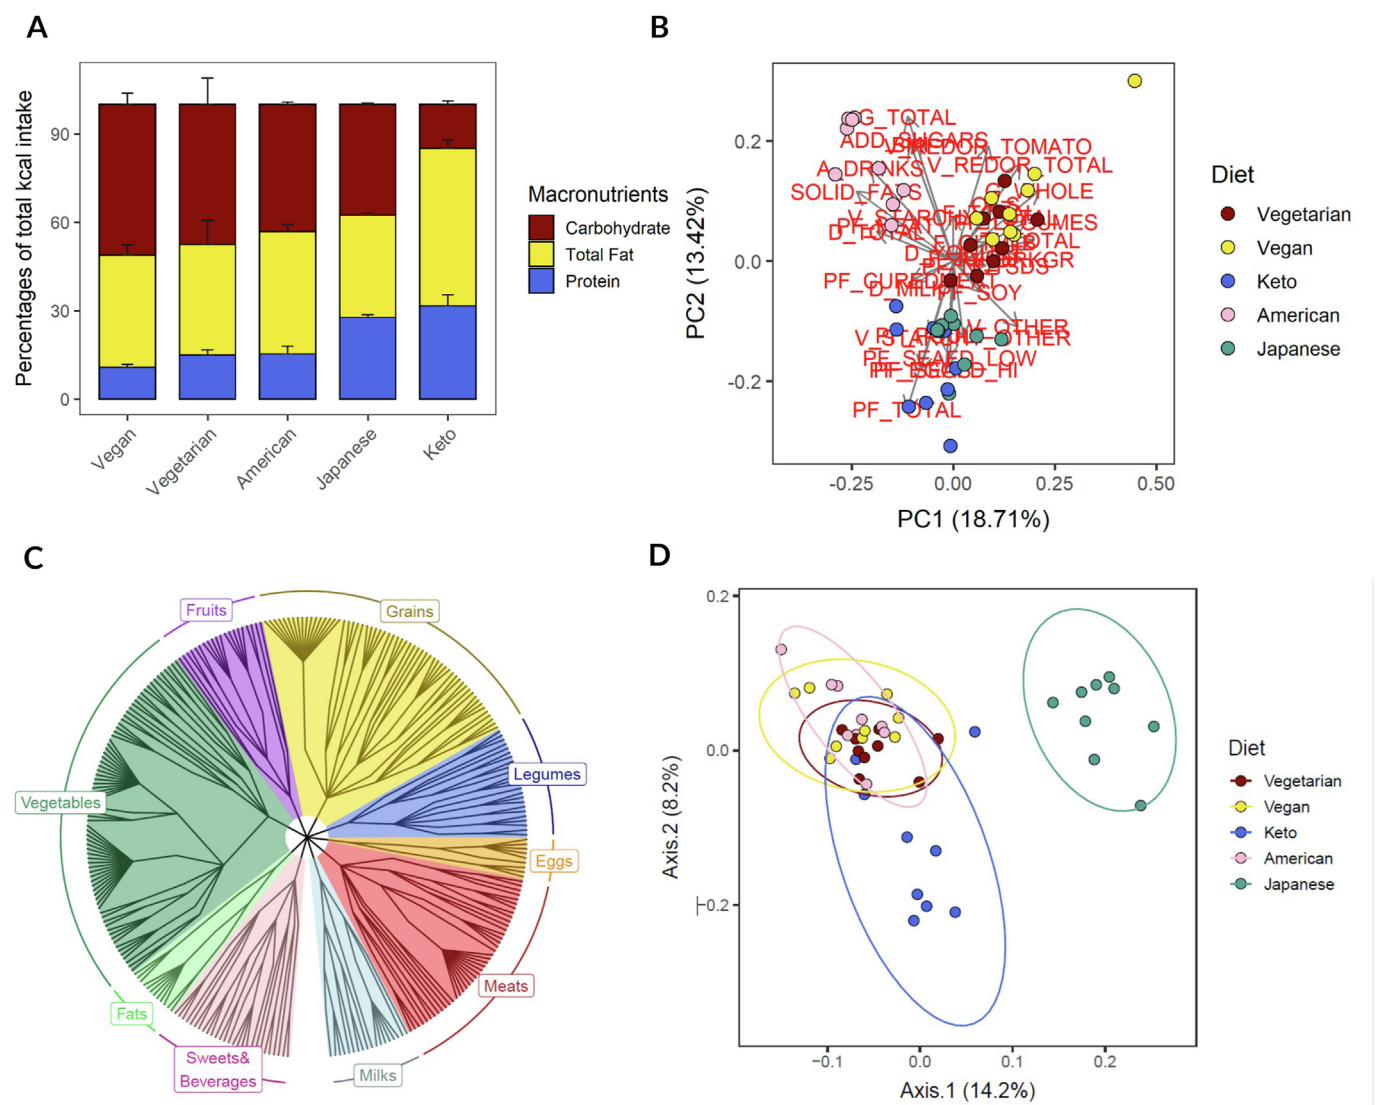 A
Percentages of total kcal intake
90
60
30
0
Vegan
Vegetarian
American
Japanese
Keto
Macronutrients
Carbohydrate
Total Fat
Protein
B
PC2 (13.42%)
0.2
0.0
-0.2
G_TOTAL
ADD_SUGARS
V_REDOR_TOMATO
V_REDOR_TOTAL
A_DRINKS
SOLID_FATS
WHOLE
D_TOTAL
PF_SOY
V_OTHER
PF_SEAFD_LOW
PF_TOTAL
-0.25
0.00
0.25
0.50
PC1 (18.71%)
Diet
Vegetarian
Vegan
Keto
American
Japanese
C
Fruits
Grains
Legumes
Vegetables
Eggs
Meats
Fats
Sweets&
Beverages
Milks
D
Axis.2 (8.2%)
0.2
0.0
0.2
−0.1
0.0
0.1
0.2
Axis.1 (14.2%)
Diet
Vegetarian
Vegan
Keto
American
Japanese